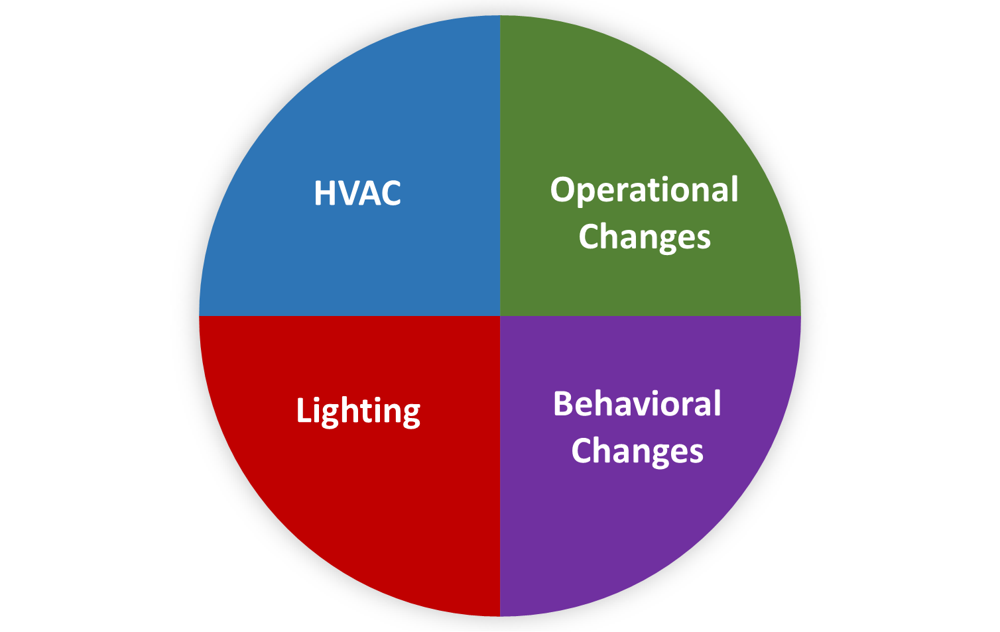 HVAC
Operational
Changes
Lighting
Behavioral
Changes